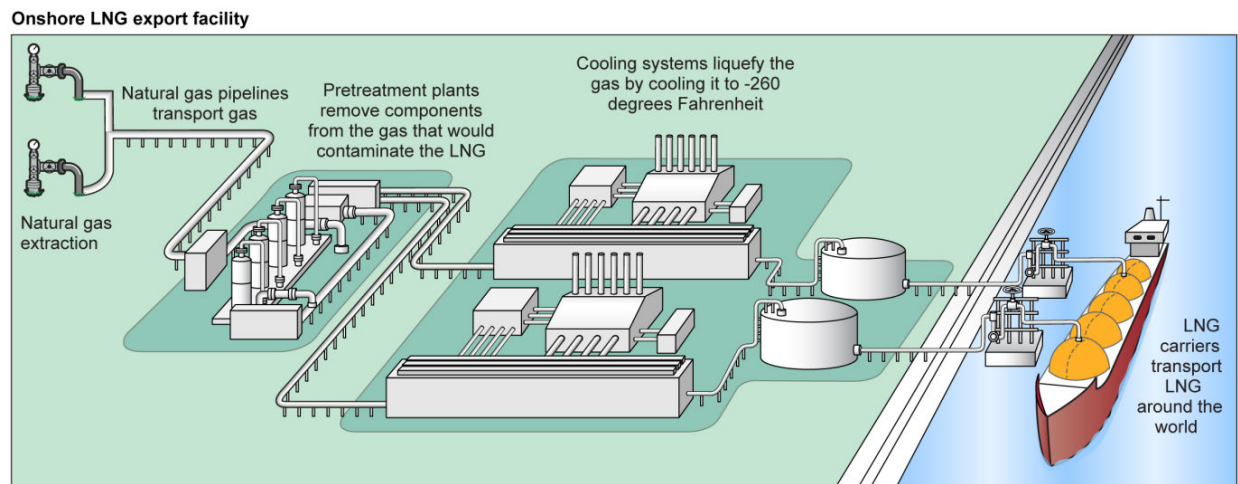 Onshore LNG export facility
Natural gas pipelines
transport gas
Pretreatment plants
remove components
from the gas that would
contaminate the LNG
Cooling systems liquefy the
gas by cooling it to -260
degrees Fahrenheit
Natural gas
extraction
LNG
carriers
transport
LNG
around the
world